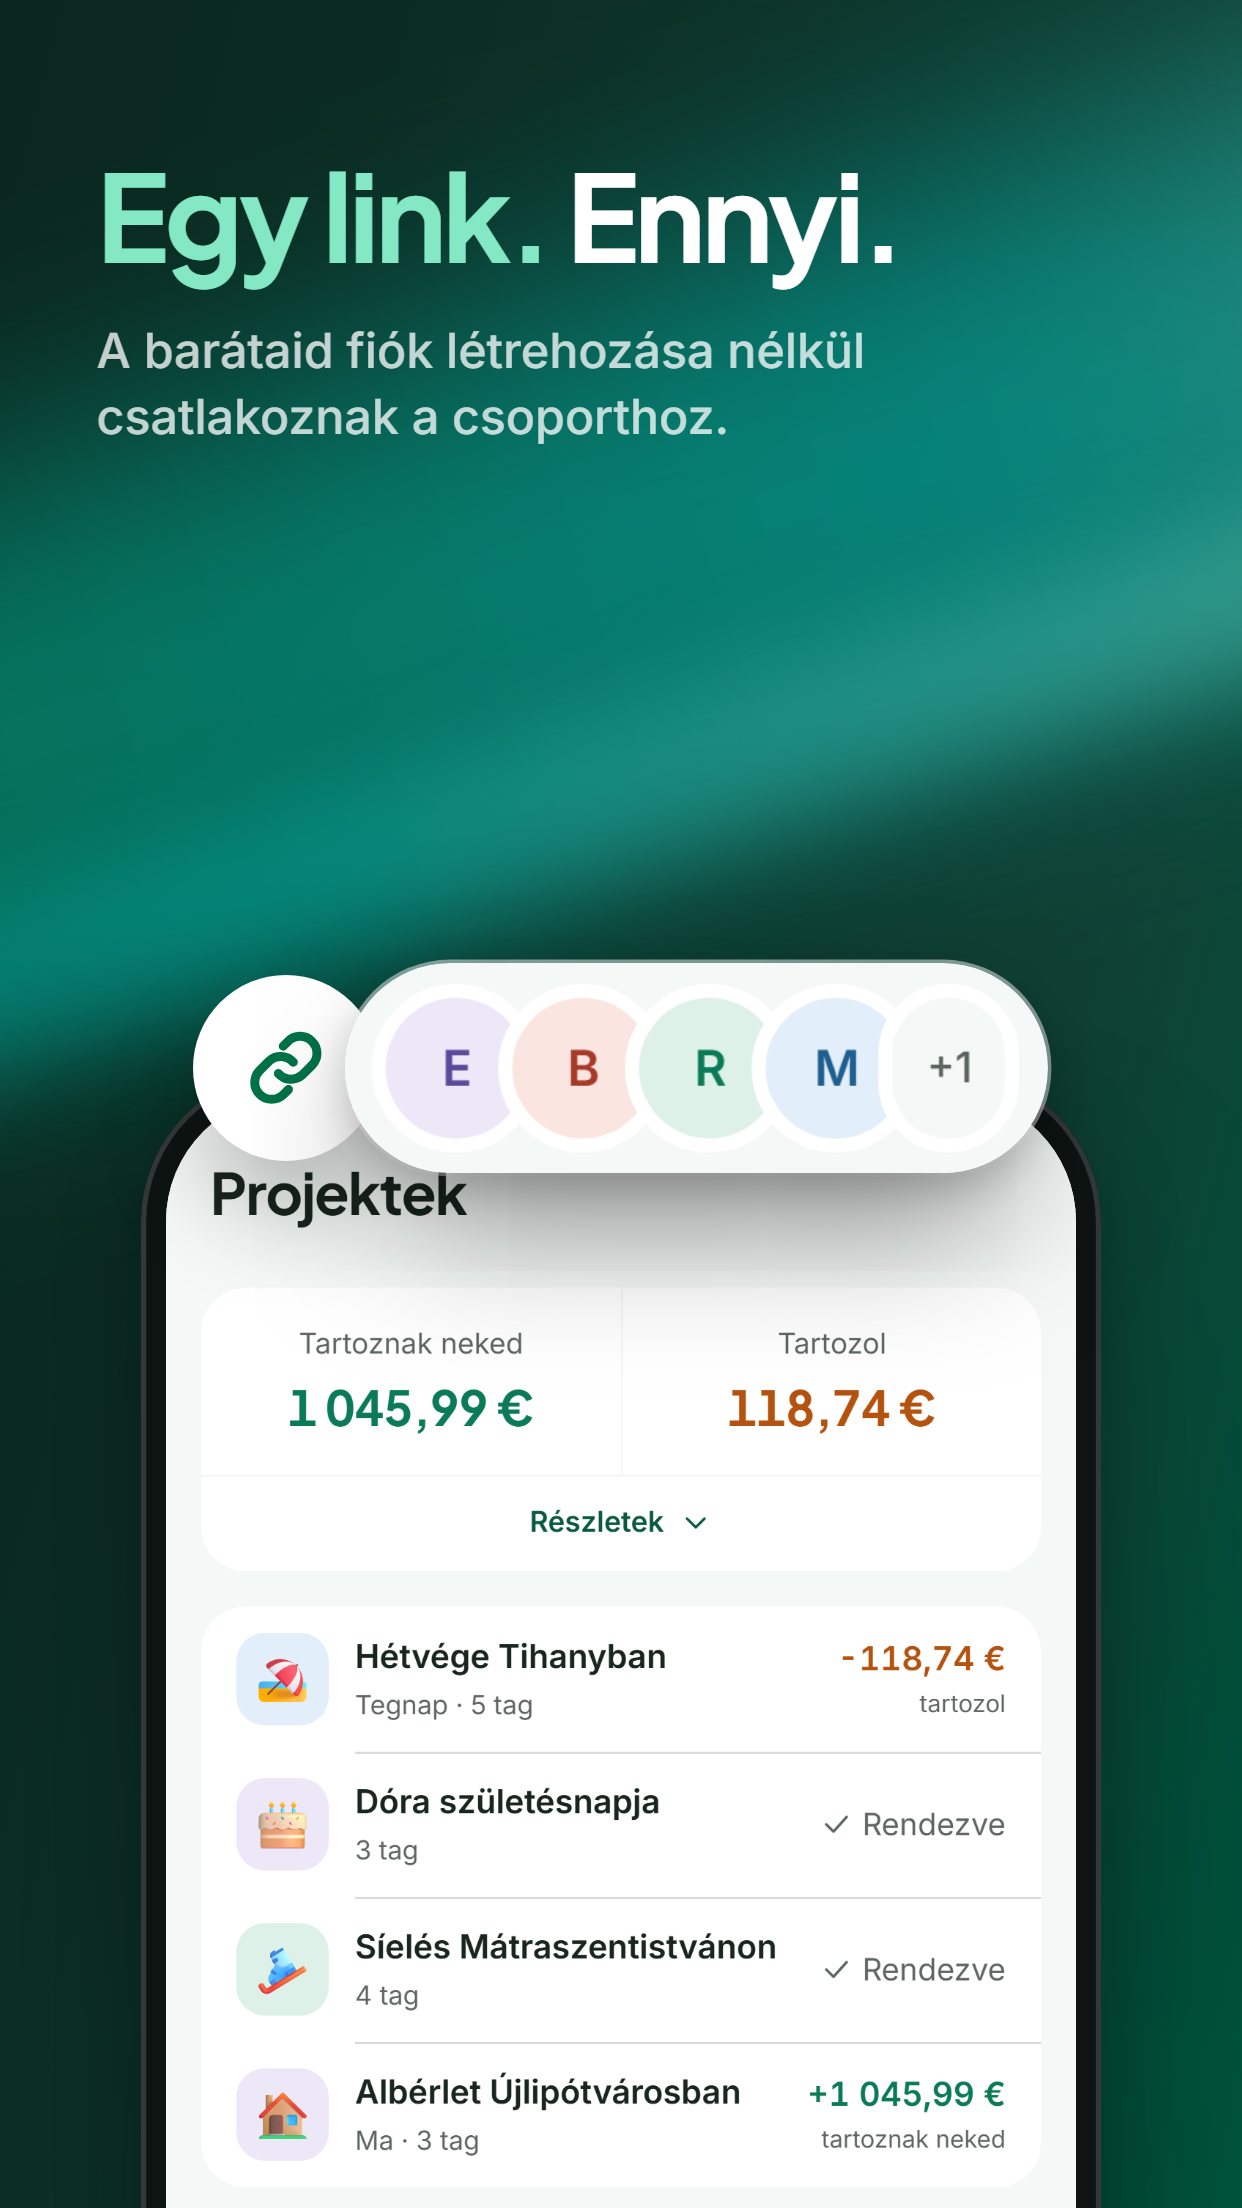 Egy link. Ennyi.
A barátaid fiók létrehozása nélkül
csatlakoznak a csoporthoz.
E B R M +1
Projektek
Tartoznak neked Tartozol
1 045,99 € 118,74 €
Részletek
Hétvége Tihanyban -118,74 €
Tegnap · 5 tag tartozol
Dóra születésnapja
3 tag Rendezve
Síelés Mátraszentistvánon
4 tag Rendezve
Albérlet Újlipótvárosban +1 045,99 €
Ma · 3 tag tartoznak neked